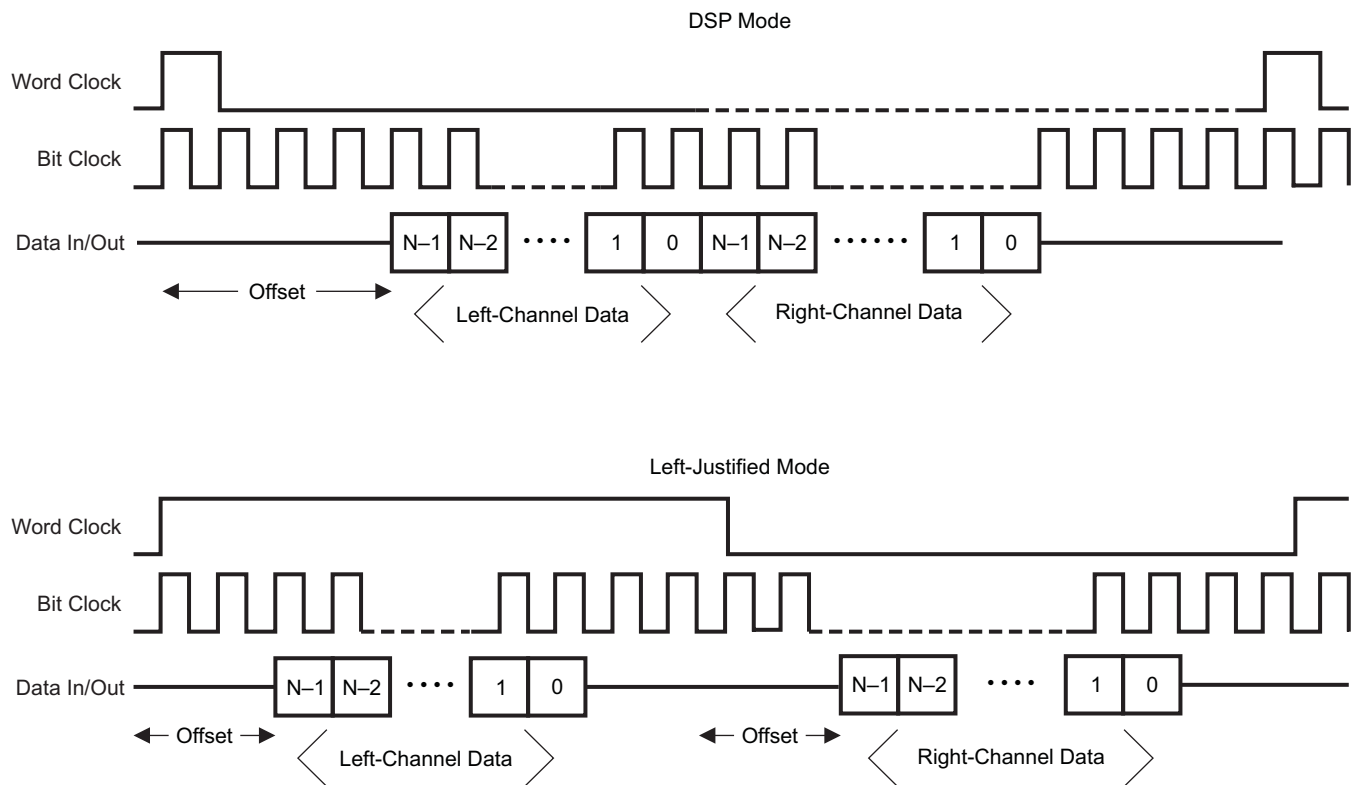 DSP Mode
Word Clock
Bit Clock
Data In/Out
N–1 N–2 •••• 1 0 N–1 N–2 •••••• 1 0
Offset
Left-Channel Data
Right-Channel Data
Left-Justified Mode
Word Clock
Bit Clock
Data In/Out
N–1 N–2 •••• 1 0 N–1 N–2 •••• 1 0
Offset
Offset
Left-Channel Data
Right-Channel Data